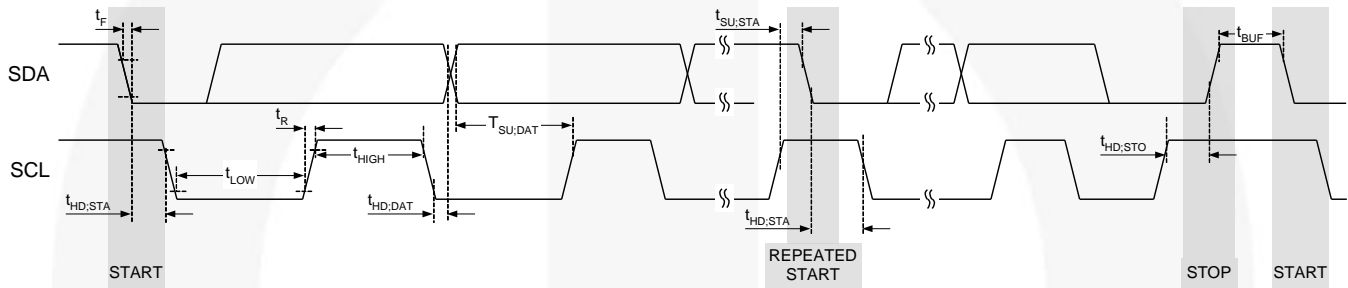 tF
tSU;STA
tBUF
SDA
tR
TSU;DAT
tHIGH
SCL
tLOW
tHD;STO
tHD;STA
tHD;DAT
tHD;STA
START
REPEATED
START
STOP
START